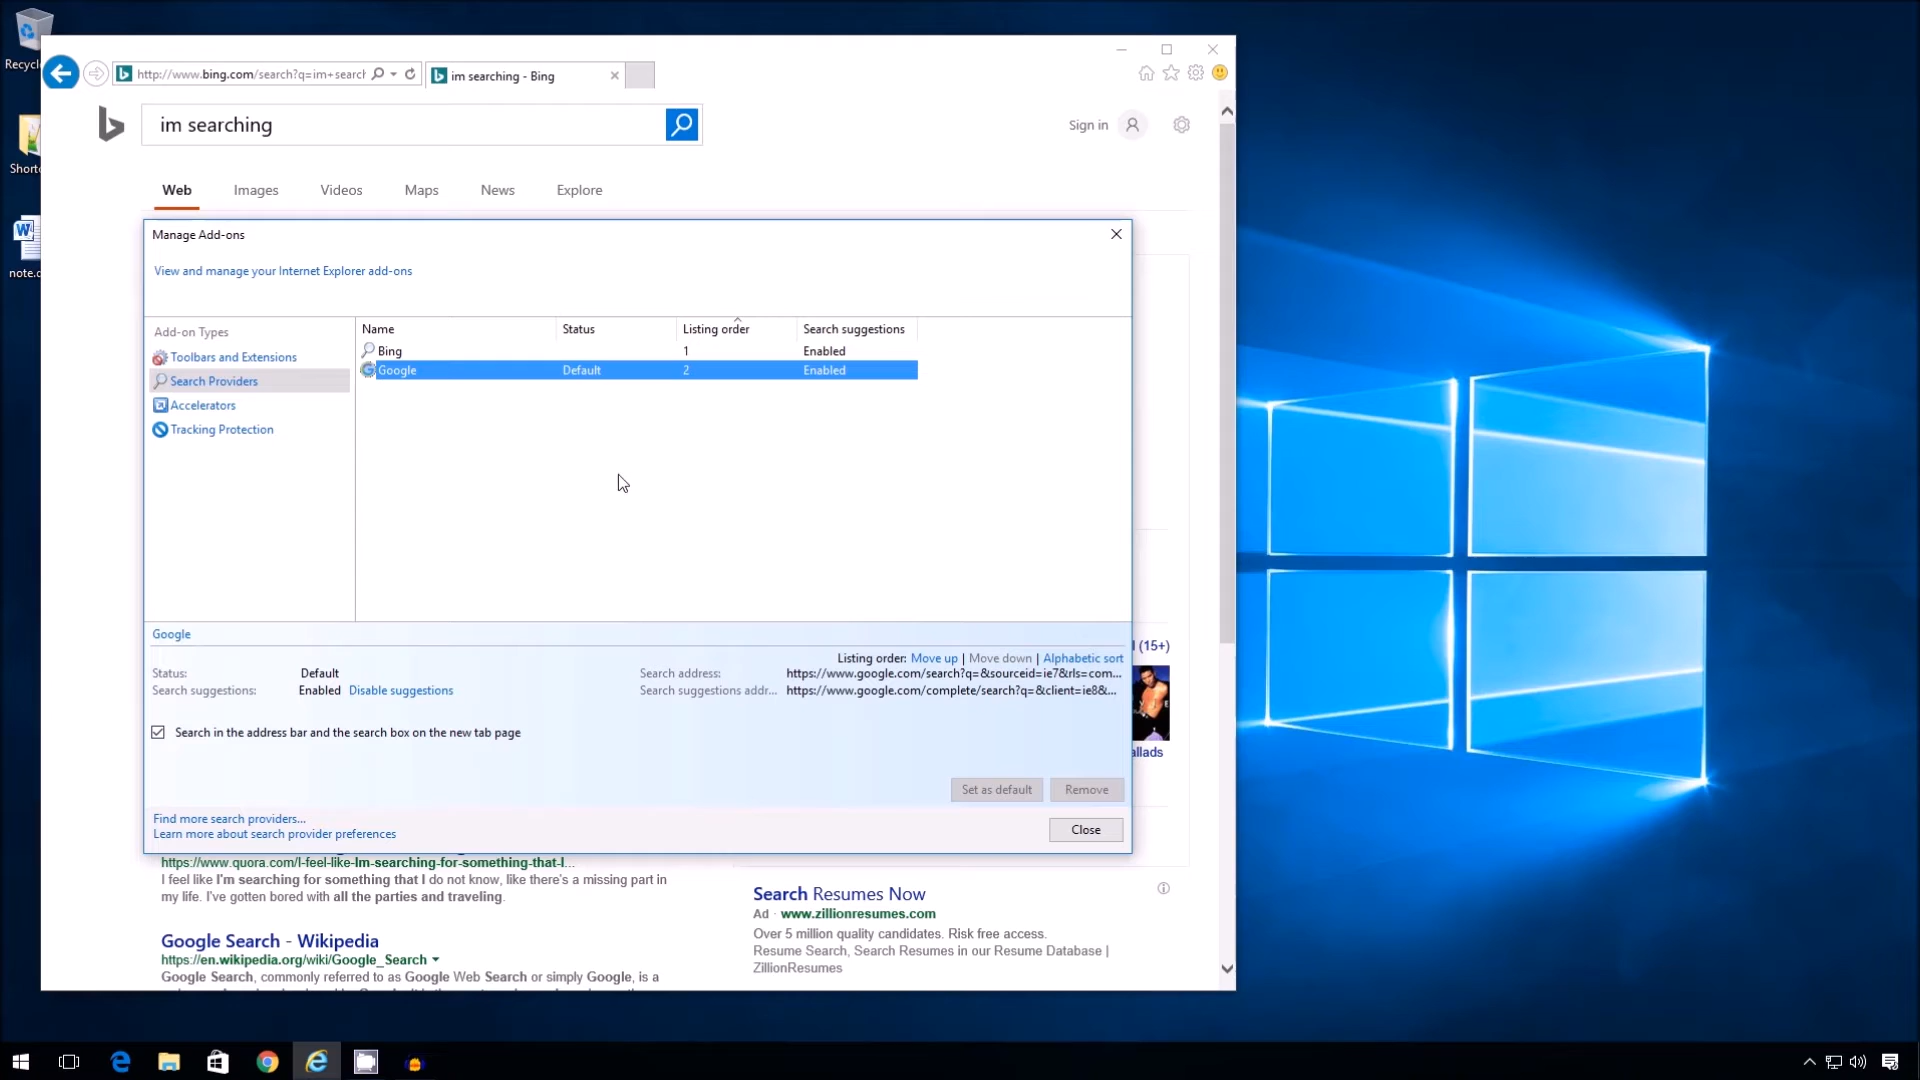 Recyc
http://www.bing.com/search?q=im+search
im searching - Bing
im searching
Sign in
Shorto
Web Images Videos Maps News Explore
note.d
Manage Add-ons
View and manage your Internet Explorer add-ons
Add-on Types
Toolbars and Extensions
Search Providers
Accelerators
Tracking Protection
Name Status Listing order Search suggestions
Bing 1 Enabled
Google Default 2 Enabled
Google
Listing order: Move up | Move down | Alphabetic sort
Status: Default
Search address: https://www.google.com/search?q=&sourceid=ie7&rls=com...
Search suggestions: Enabled Disable suggestions
Search suggestions addr... https://www.google.com/complete/search?q=&client=ie8&...
Search in the address bar and the search box on the new tab page
Set as default Remove
Find more search providers...
Learn more about search provider preferences
Close
l (15+)
allads
https://www.quora.com/I-feel-like-Im-searching-for-something-that-I...
I feel like I'm searching for something that I do not know, like there's a missing part in
my life. I've gotten bored with all the parties and traveling.
Google Search - Wikipedia
https://en.wikipedia.org/wiki/Google_Search
Google Search, commonly referred to as Google Web Search or simply Google, is a
Search Resumes Now
Ad · www.zillionresumes.com
Over 5 million quality candidates. Risk free access.
Resume Search, Search Resumes in our Resume Database |
ZillionResumes